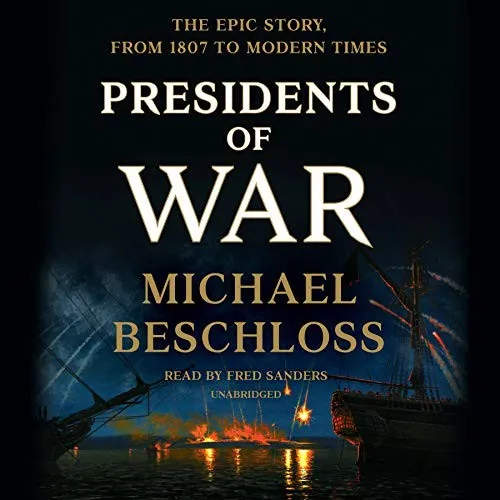 THE EPIC STORY,
FROM 1807 TO MODERN TIMES
PRESIDENTS
OF
WAR
MICHAEL
BESCHLOSS
READ BY FRED SANDERS
UNABRIDGED